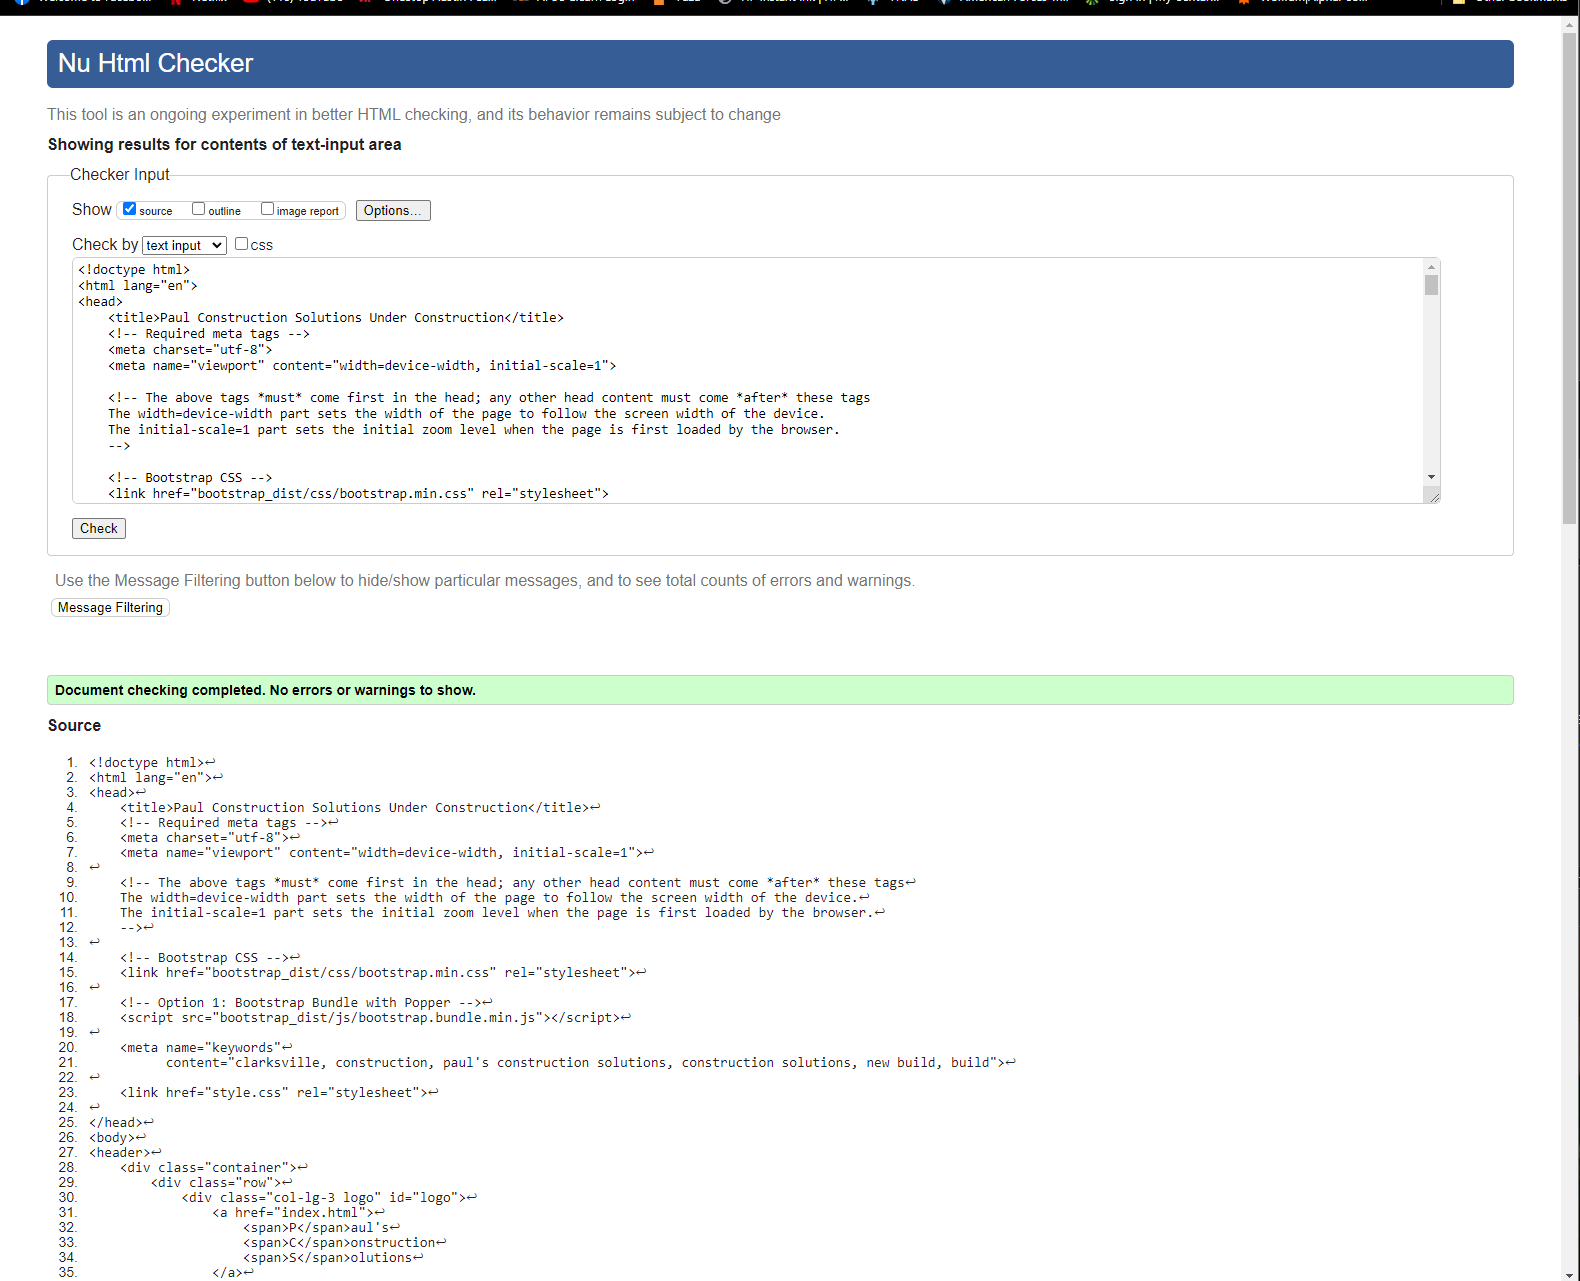 Nu Html Checker
This tool is an ongoing experiment in better HTML checking, and its behavior remains subject to change
Showing results for contents of text-input area
Checker Input
Show source outline image report Options...
Check by text input css
<!doctype html>
<html lang="en">
<head>
    <title>Paul Construction Solutions Under Construction</title>
    <!-- Required meta tags -->
    <meta charset="utf-8">
    <meta name="viewport" content="width=device-width, initial-scale=1">
    <!-- The above tags *must* come first in the head; any other head content must come *after* these tags
    The width=device-width part sets the width of the page to follow the screen width of the device.
    The initial-scale=1 part sets the initial zoom level when the page is first loaded by the browser.
    -->
    <!-- Bootstrap CSS -->
    <link href="bootstrap_dist/css/bootstrap.min.css" rel="stylesheet">
Check
Use the Message Filtering button below to hide/show particular messages, and to see total counts of errors and warnings.
Message Filtering
Document checking completed. No errors or warnings to show.
Source
1. <!doctype html>↩
2. <html lang="en">↩
3. <head>↩
4.     <title>Paul Construction Solutions Under Construction</title>↩
5.     <!-- Required meta tags -->↩
6.     <meta charset="utf-8">↩
7.     <meta name="viewport" content="width=device-width, initial-scale=1">↩
8. ↩
9.     <!-- The above tags *must* come first in the head; any other head content must come *after* these tags↩
10.     The width=device-width part sets the width of the page to follow the screen width of the device.↩
11.     The initial-scale=1 part sets the initial zoom level when the page is first loaded by the browser.↩
12.     -->↩
13. ↩
14.     <!-- Bootstrap CSS -->↩
15.     <link href="bootstrap_dist/css/bootstrap.min.css" rel="stylesheet">↩
16. ↩
17.     <!-- Option 1: Bootstrap Bundle with Popper -->↩
18.     <script src="bootstrap_dist/js/bootstrap.bundle.min.js"></script>↩
19. ↩
20.     <meta name="keywords"↩
21.           content="clarksville, construction, paul's construction solutions, construction solutions, new build, build">↩
22. ↩
23.     <link href="style.css" rel="stylesheet">↩
24. ↩
25. </head>↩
26. <body>↩
27. <header>↩
28.     <div class="container">↩
29.         <div class="row">↩
30.             <div class="col-lg-3 logo" id="logo">↩
31.                 <a href="index.html">↩
32.                     <span>P</span>aul's↩
33.                     <span>C</span>onstruction↩
34.                     <span>S</span>olutions↩
35.                 </a>↩